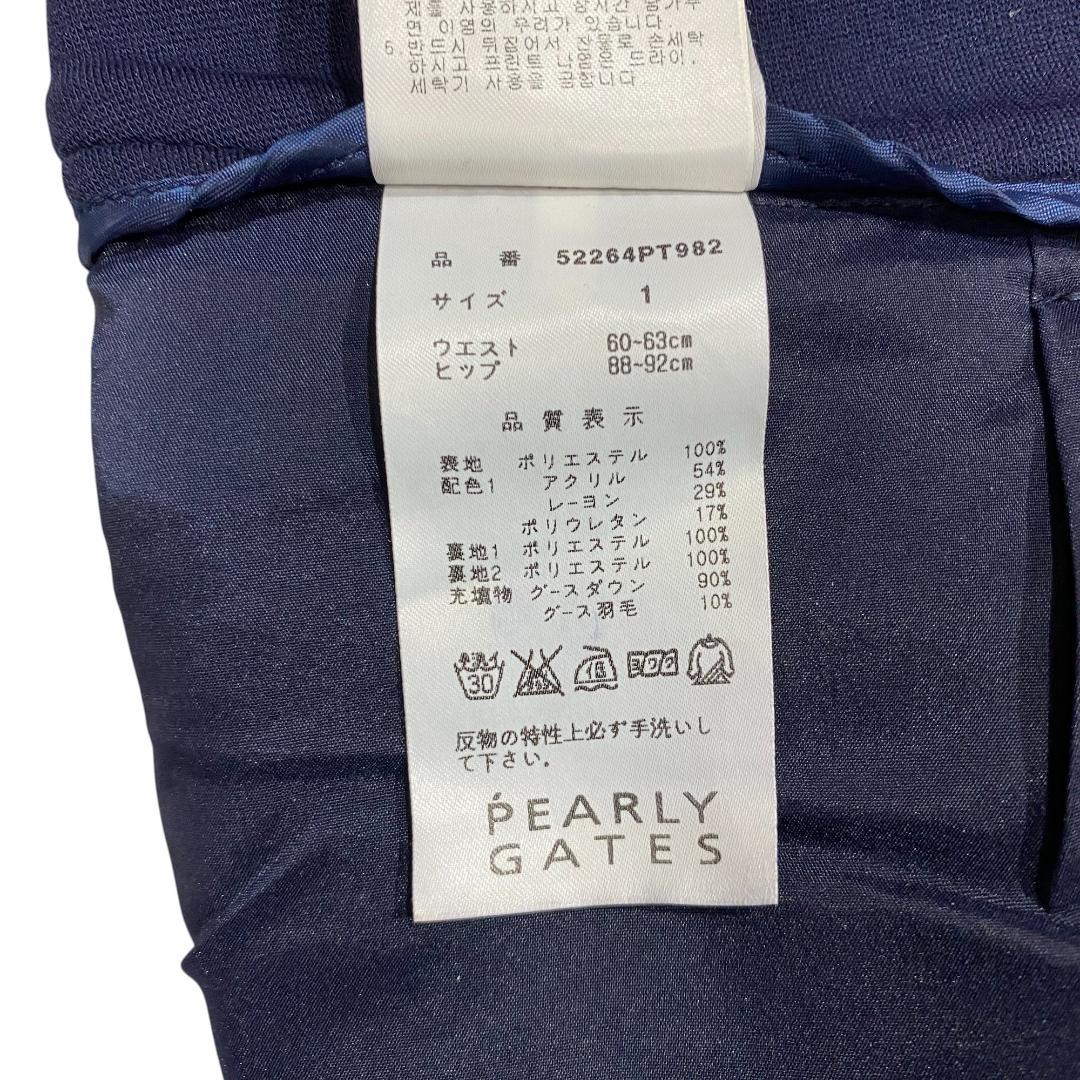 제를 사용하시고 장시간 담가두
면 이염의 우려가 있습니다.
5.반드시 뒤집어서 찬물로 손세탁
하시고 프린트 나염은 드라이,
세탁기 사용을 금합니다
品 番 52264PT982
サイズ 1
ウエスト 60~63cm
ヒップ 88~92cm
品質表示
表地 ポリエステル 100%
配色1 アクリル 54%
レーヨン 29%
ポリウレタン 17%
裏地1 ポリエステル 100%
裏地2 ポリエステル 100%
充填物 グースダウン 90%
グース羽毛 10%
30
反物の特性上必ず手洗いし
て下さい。
PEARLY
GATES